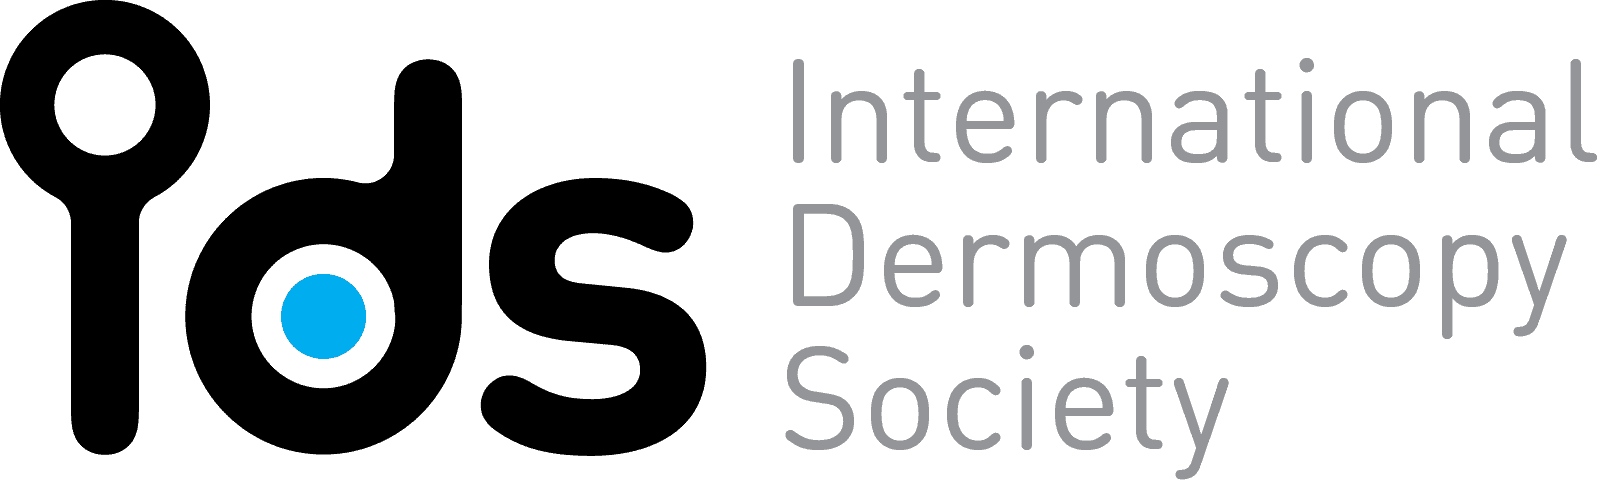 ids
International
Dermoscopy
Society